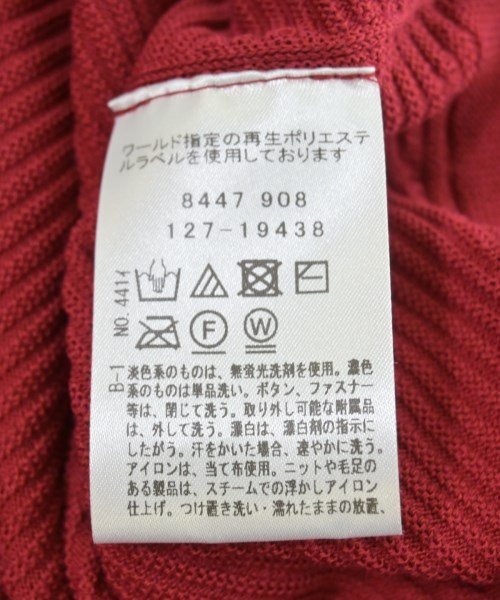 ワールド指定の再生ポリエステ
ルラベルを使用しております
8447 908
127-19438
NO.441イ
F
W
B-1
淡色系のものは、無蛍光洗剤を使用。濃色
系のものは単品洗い。ボタン、ファスナー
等は、閉じて洗う。取り外し可能な附属品
は、外して洗う。漂白は、漂白剤の指示に
したがう。汗をかいた場合、速やかに洗う。
アイロンは、当て布使用。ニットや毛足の
ある製品は、スチームでの浮かしアイロン
仕上げ。つけ置き洗い・濡れたままの放置、